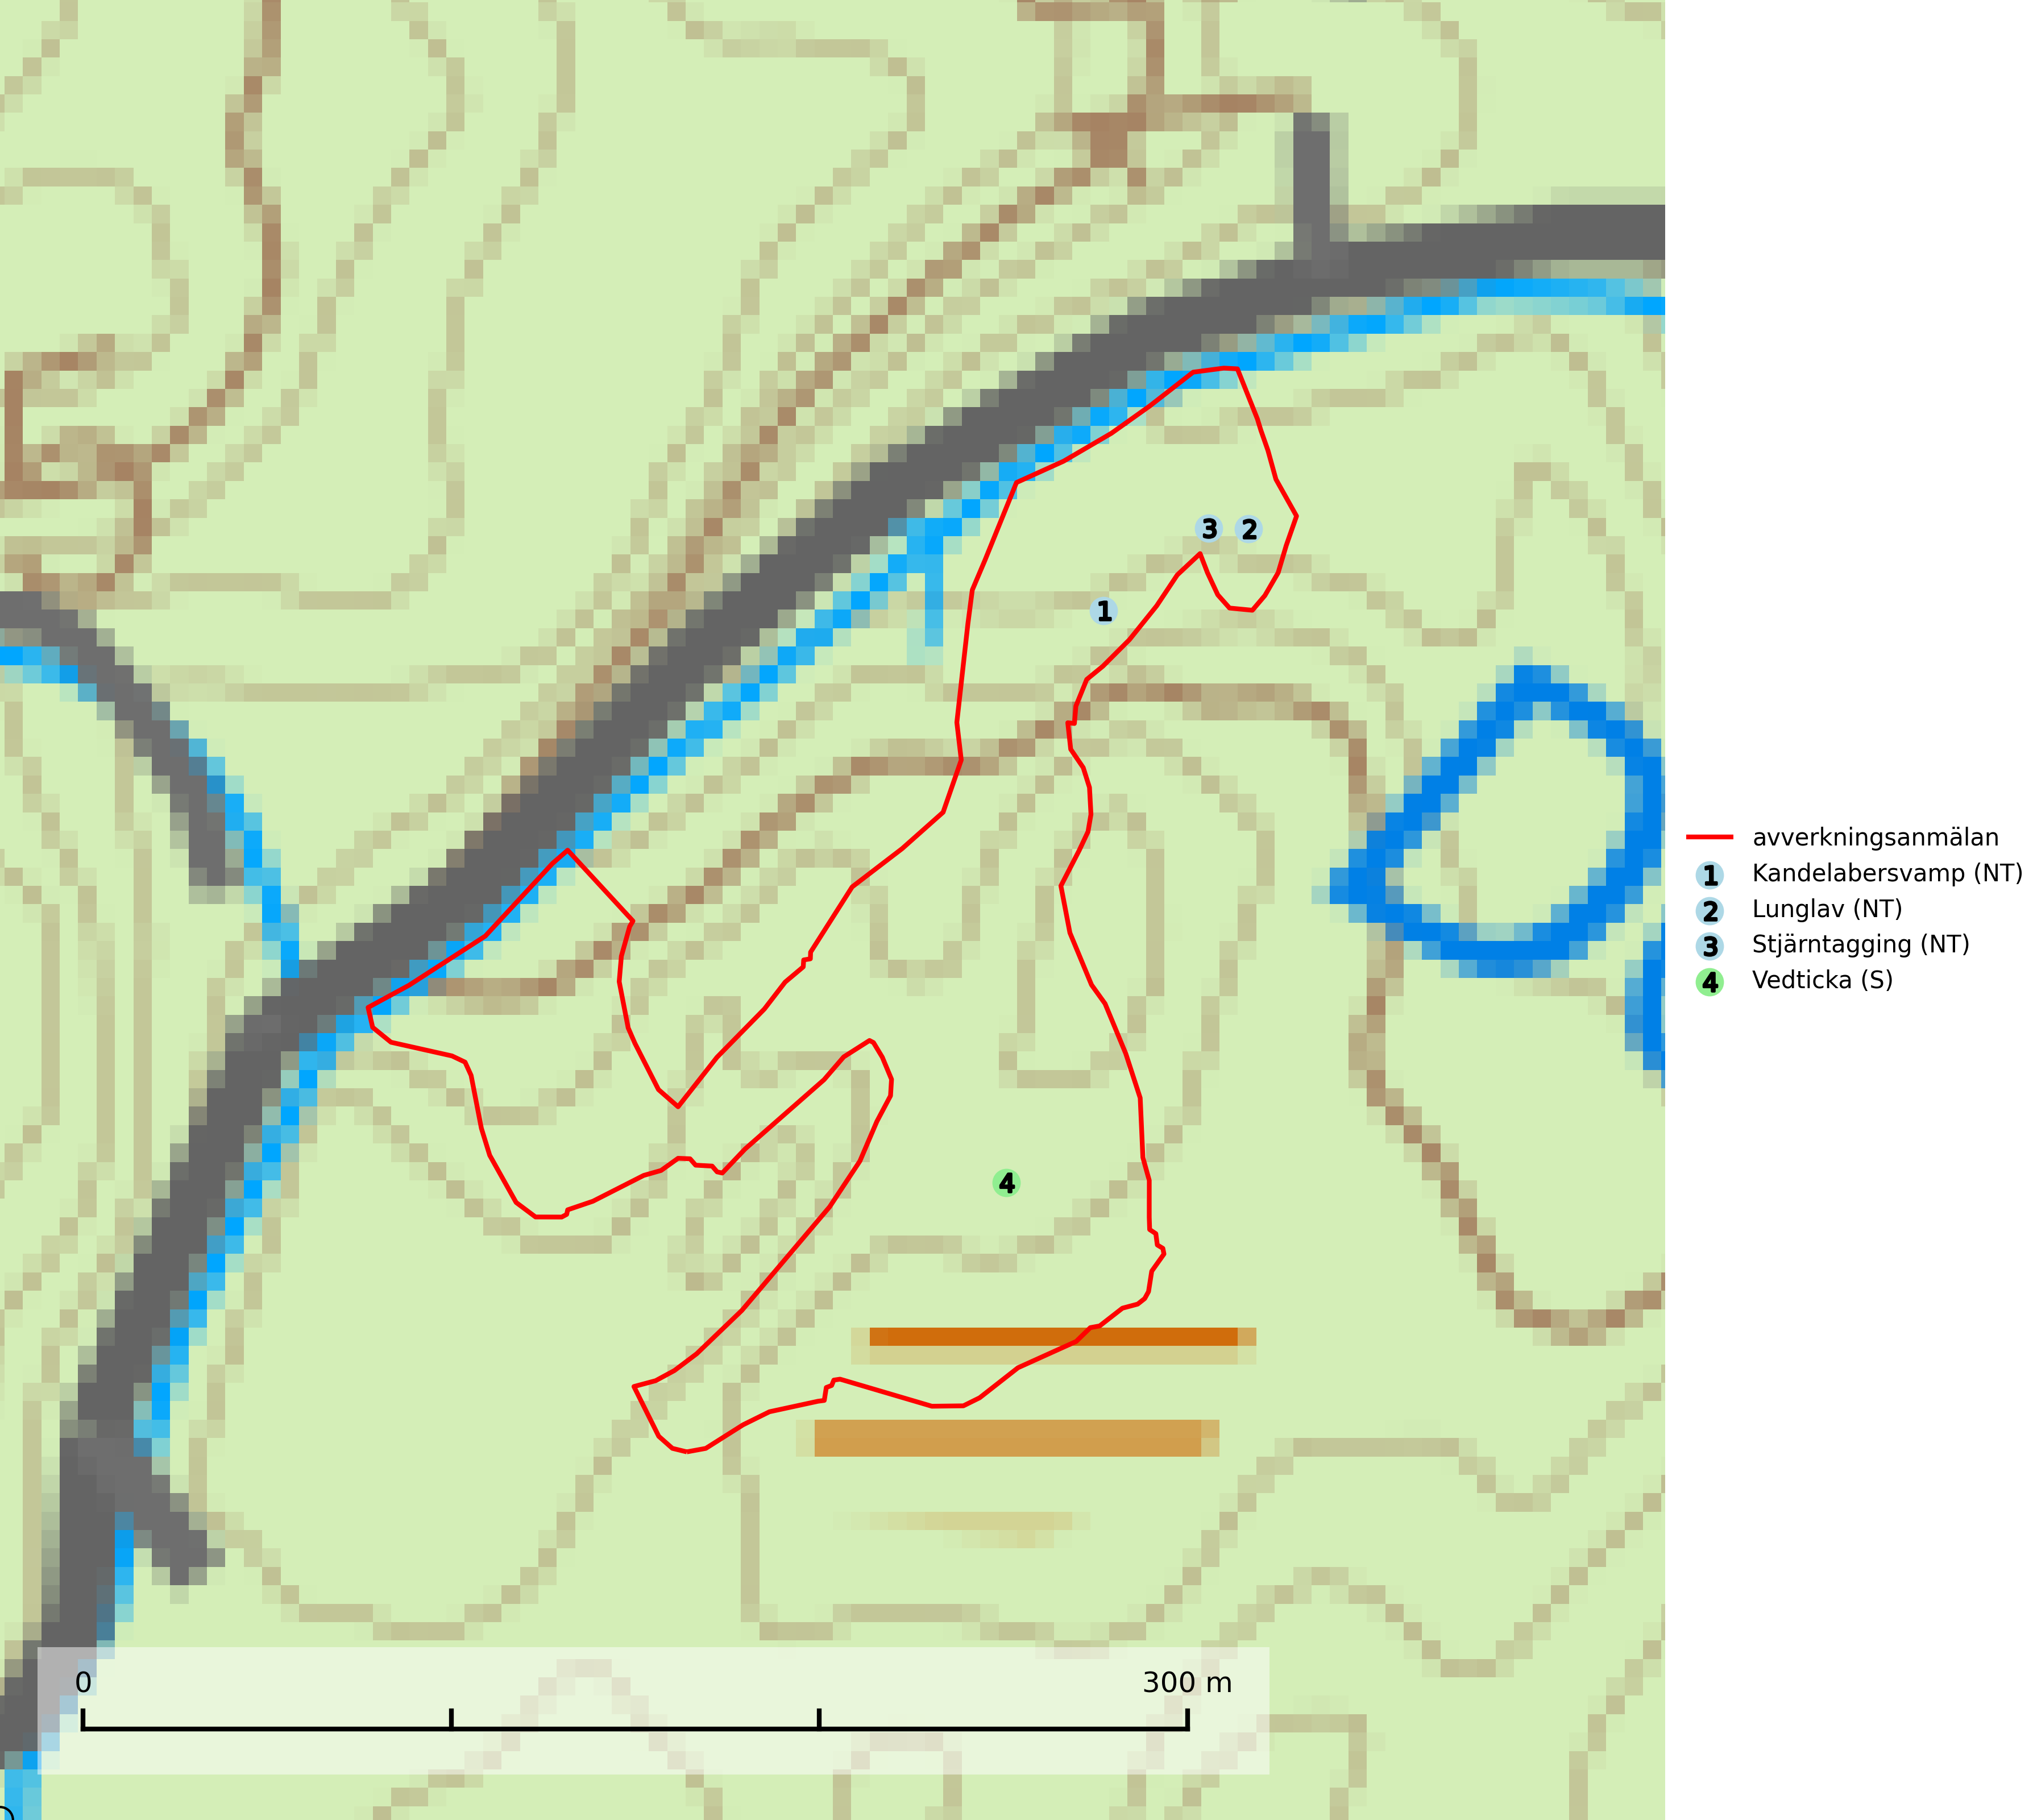 3 2
1
4
avverkningsanmälan
1 Kandelabersvamp (NT)
2 Lunglav (NT)
3 Stjärntagging (NT)
4 Vedticka (S)
0 300 m